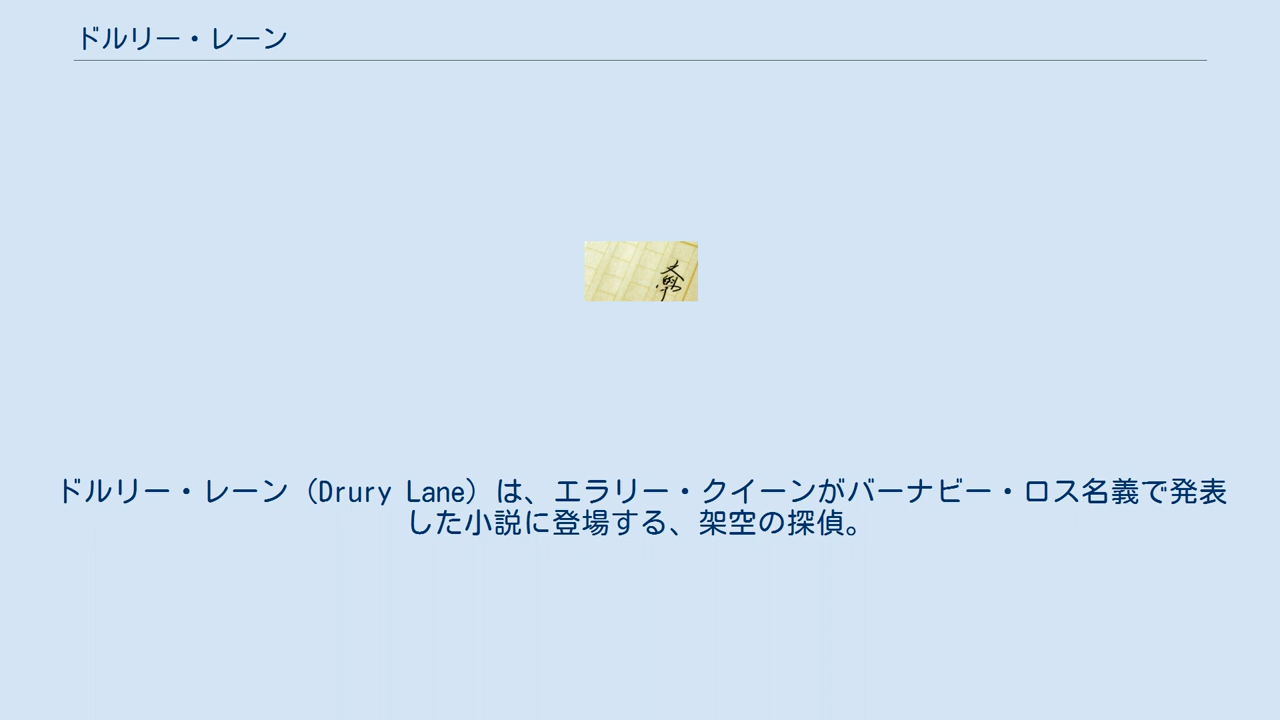 ドルリー・レーン
ドルリー・レーン（Drury Lane）は、エラリー・クイーンがバーナビー・ロス名義で発表
した小説に登場する、架空の探偵。